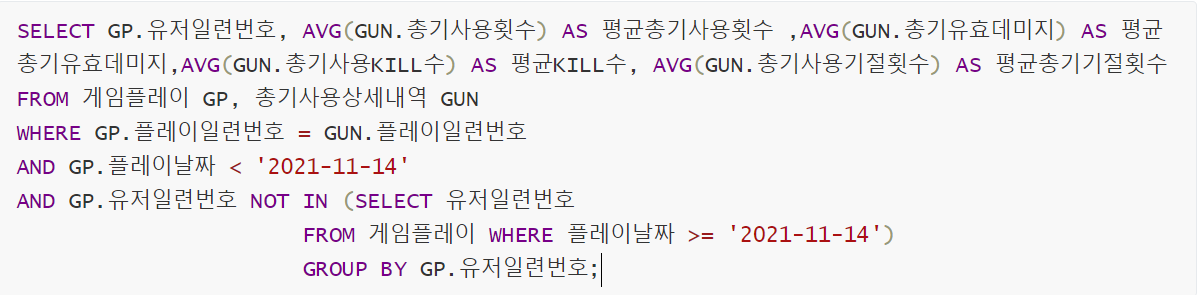 SELECT GP.유저일련번호, AVG(GUN.총기사용횟수) AS 평균총기사용횟수 ,AVG(GUN.총기유효데미지) AS 평균
총기유효데미지,AVG(GUN.총기사용KILL수) AS 평균KILL수, AVG(GUN.총기사용기절횟수) AS 평균총기기절횟수
FROM 게임플레이 GP, 총기사용상세내역 GUN
WHERE GP.플레이일련번호 = GUN.플레이일련번호
AND GP.플레이날짜 < '2021-11-14'
AND GP.유저일련번호 NOT IN (SELECT 유저일련번호
FROM 게임플레이 WHERE 플레이날짜 >= '2021-11-14')
GROUP BY GP.유저일련번호;